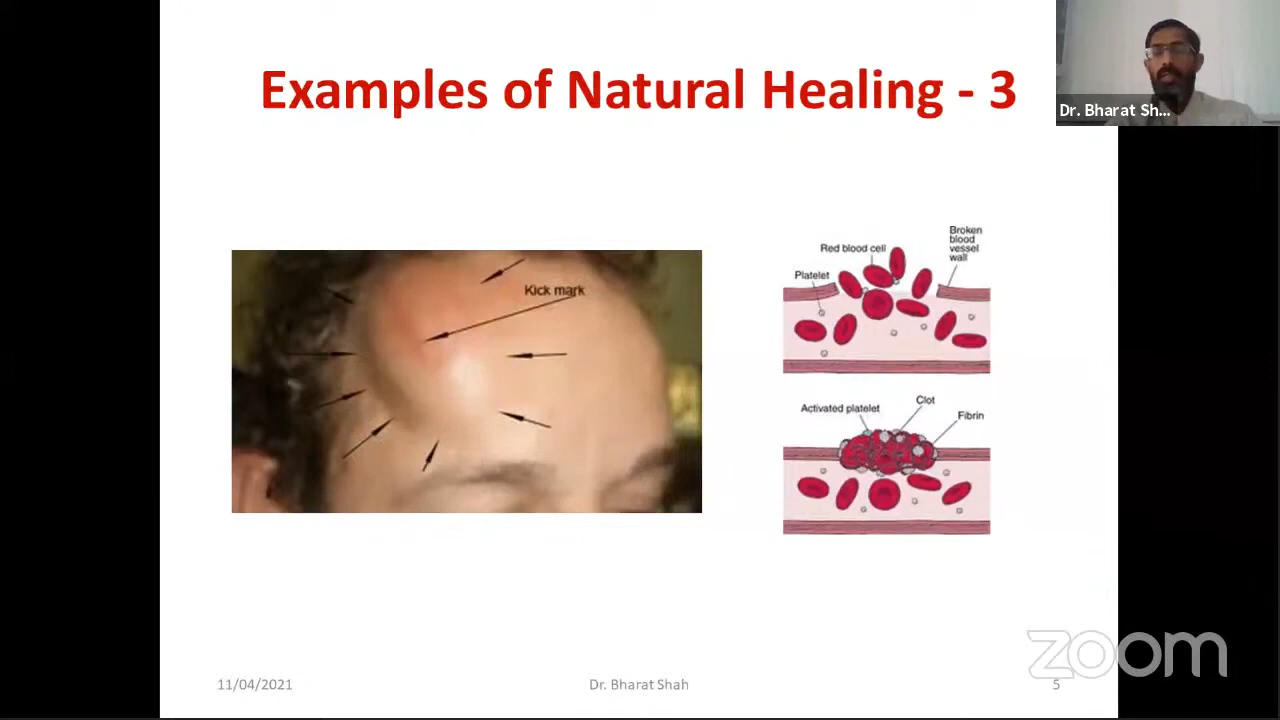 Examples of Natural Healing - 3
Dr. Bharat Sh...
Kick mark
Broken
blood
vessel
wall
Red blood cell
Platelet
Clot
Activated platelet
Fibrin
zoom
11/04/2021
Dr. Bharat Shah
5